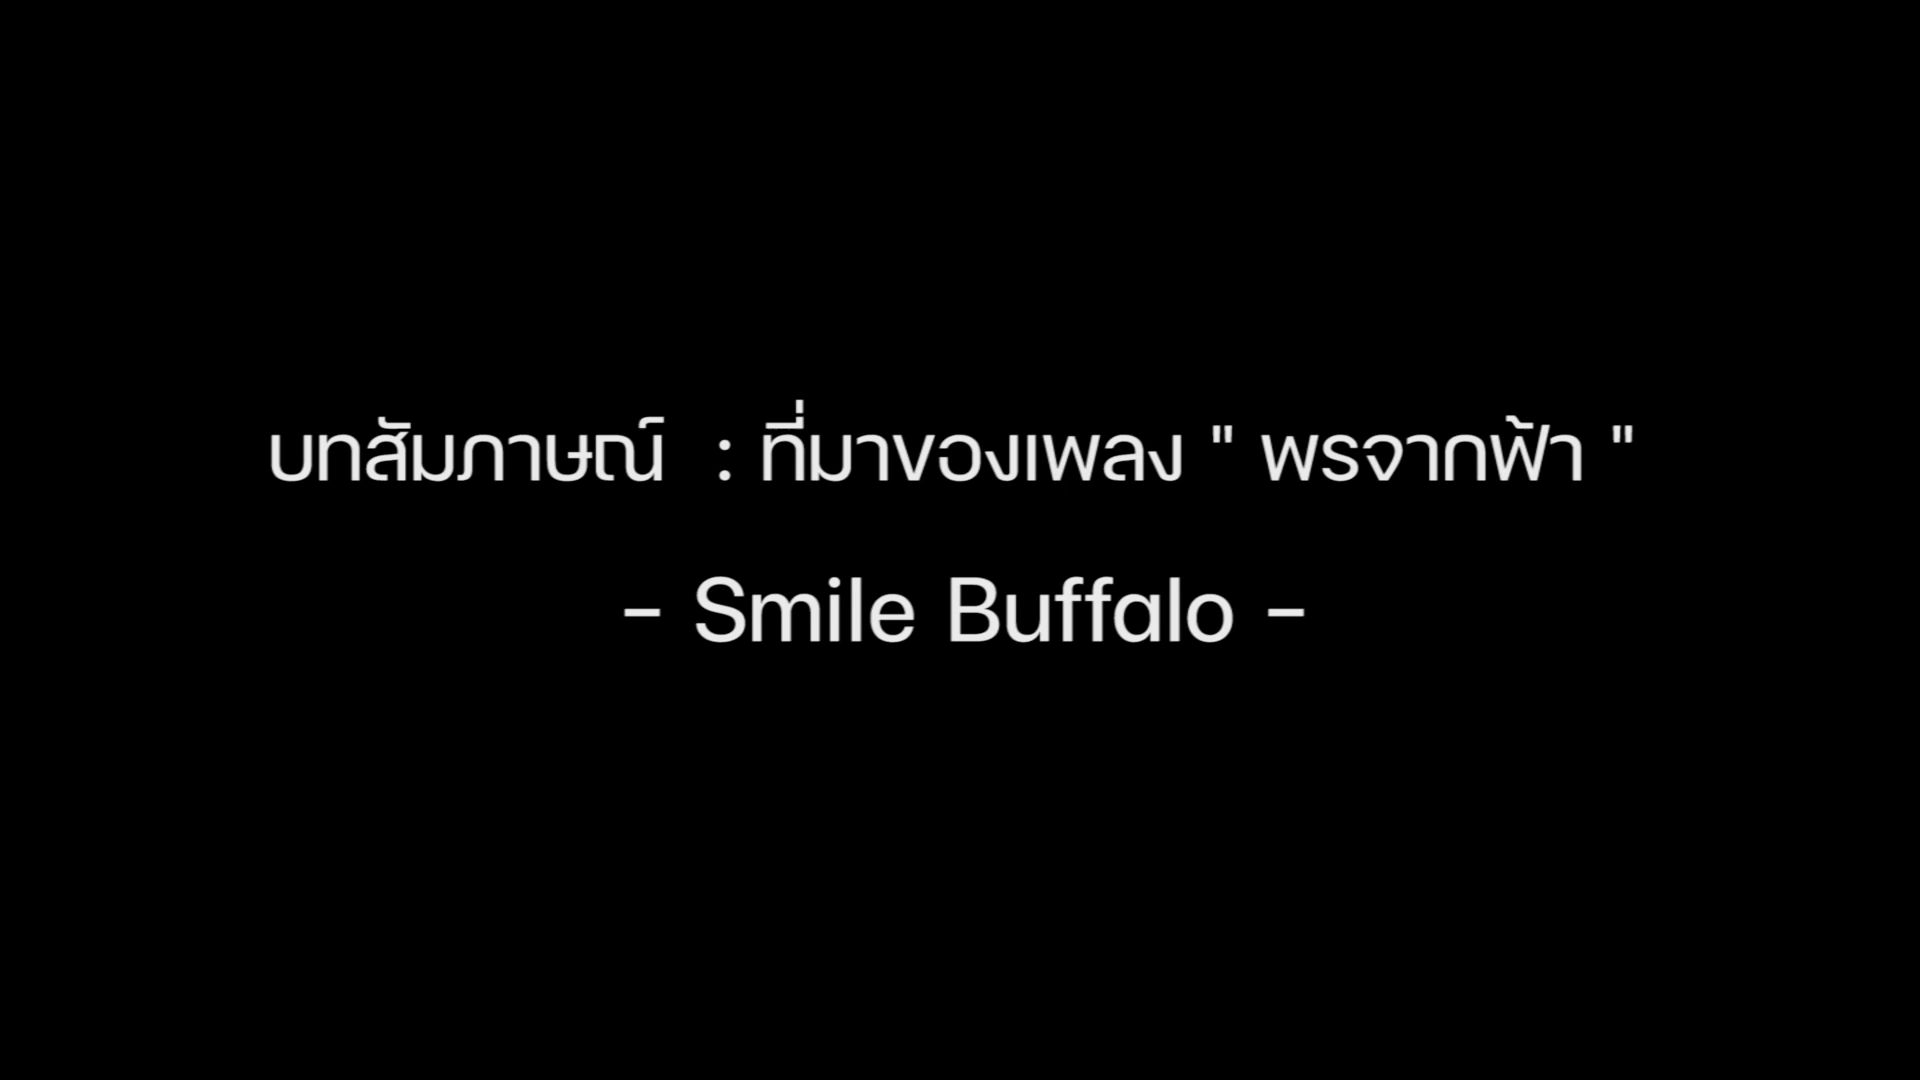 บทสัมภาษณ์  : ที่มาของเพลง " พรจากฟ้า "
- Smile Buffalo -